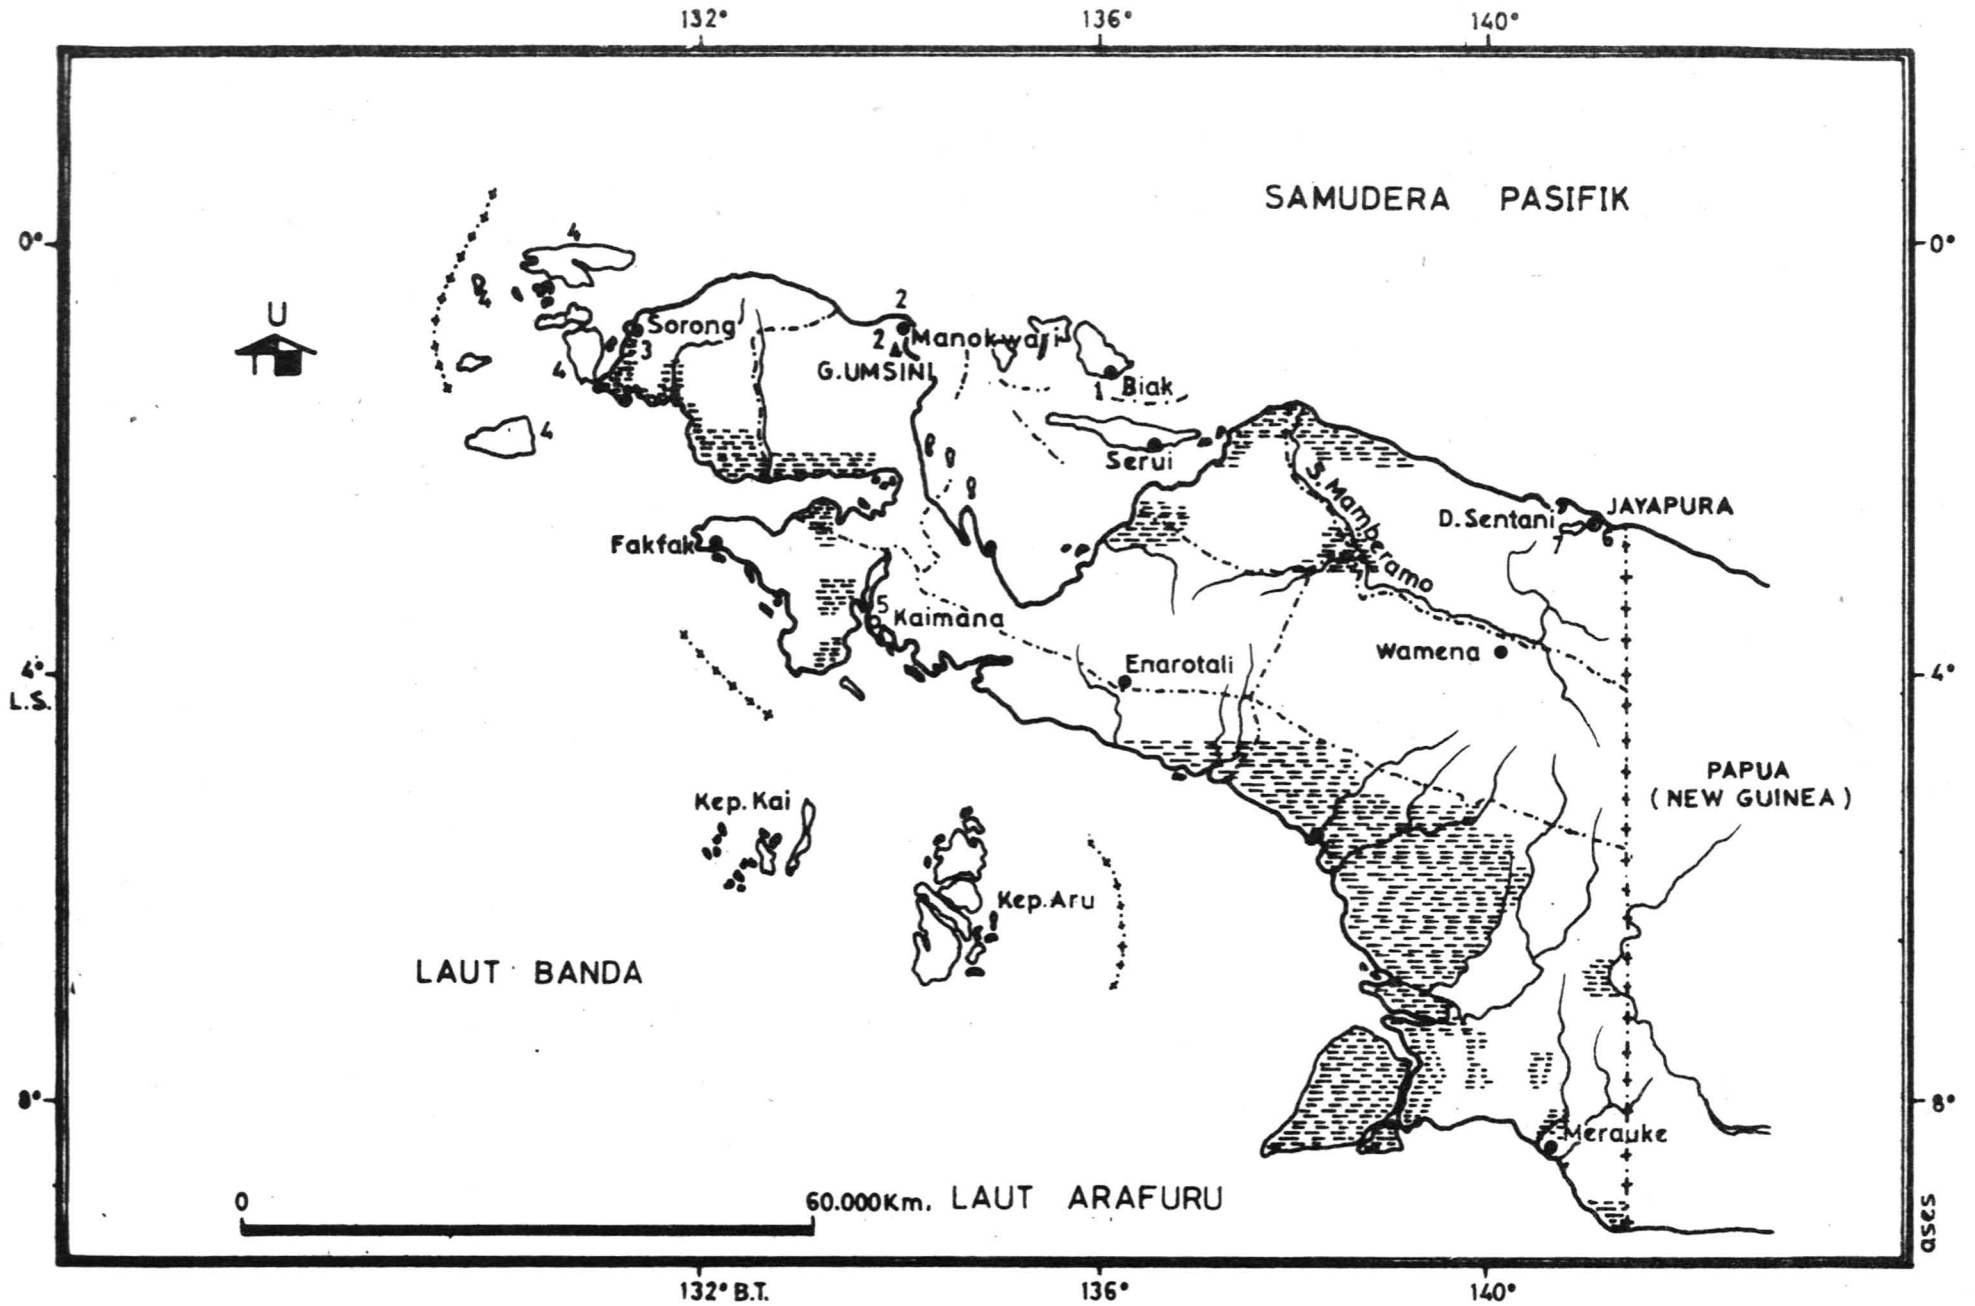 132° 136° 140°
SAMUDERA PASIFIK
0° 0°
4
4
U
2
Sorong
2 Manokwari
3
G.UMSINI
4
1 Biak
4
Serui
S. Mamberamo
D.Sentani JAYAPURA
Fakfak
5
Kaimana
Wamena
Enarotali
4° 4°
L.S.
PAPUA
(NEW GUINEA)
Kep. Kai
Kep.Aru
LAUT BANDA
8° 8°
Merauke
0 60.000Km. LAUT ARAFURU
ases
132° B.T. 136° 140°